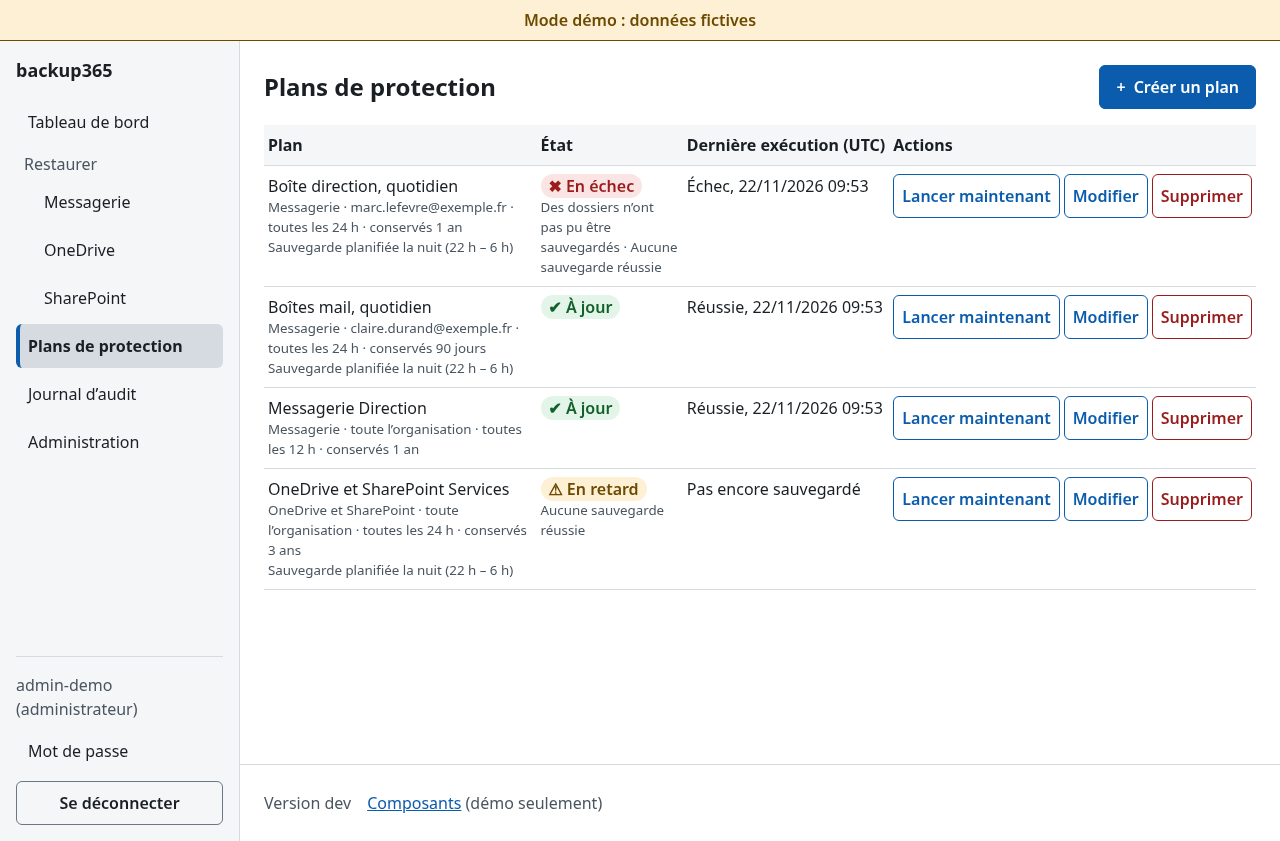 Mode démo : données fictives
backup365
Tableau de bord
Restaurer
Messagerie
OneDrive
SharePoint
Plans de protection
Journal d’audit
Administration
admin-demo
(administrateur)
Mot de passe
Se déconnecter
Plans de protection
+ Créer un plan
Plan État Dernière exécution (UTC) Actions
Boîte direction, quotidien
Messagerie · marc.lefevre@exemple.fr ·
toutes les 24 h · conservés 1 an
Sauvegarde planifiée la nuit (22 h – 6 h)
✖ En échec
Des dossiers n’ont
pas pu être
sauvegardés · Aucune
sauvegarde réussie
Échec, 22/11/2026 09:53
Lancer maintenant Modifier Supprimer
Boîtes mail, quotidien
Messagerie · claire.durand@exemple.fr ·
toutes les 24 h · conservés 90 jours
Sauvegarde planifiée la nuit (22 h – 6 h)
✔ À jour
Réussie, 22/11/2026 09:53
Lancer maintenant Modifier Supprimer
Messagerie Direction
Messagerie · toute l’organisation · toutes
les 12 h · conservés 1 an
✔ À jour
Réussie, 22/11/2026 09:53
Lancer maintenant Modifier Supprimer
OneDrive et SharePoint Services
OneDrive et SharePoint · toute
l’organisation · toutes les 24 h · conservés
3 ans
Sauvegarde planifiée la nuit (22 h – 6 h)
⚠ En retard
Aucune sauvegarde
réussie
Pas encore sauvegardé
Lancer maintenant Modifier Supprimer
Version dev Composants (démo seulement)